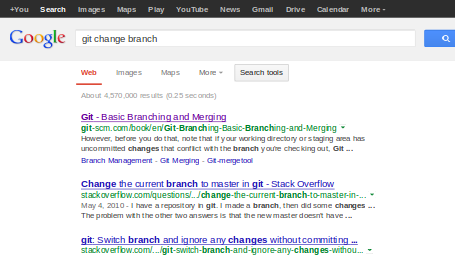 +You Search Images Maps Play YouTube News Gmail Drive Calendar More
Google git change branch
Web Images Maps More Search tools
About 4,570,000 results (0.25 seconds)
Git - Basic Branching and Merging
git-scm.com/book/en/Git-Branching-Basic-Branching-and-Merging
However, before you do that, note that if your working directory or staging area has
uncommitted changes that conflict with the branch you're checking out, Git ...
Branch Management - Git Merging - Git-mergetool
Change the current branch to master in git - Stack Overflow
stackoverflow.com/questions/.../change-the-current-branch-to-master-in-...
May 4, 2010 - I have a repository in git. I made a branch, then did some changes ...
The problem with the other two answers is that the new master doesn't have ...
git: Switch branch and ignore any changes without committing ...
stackoverflow.com/.../git-switch-branch-and-ignore-any-changes-withou...